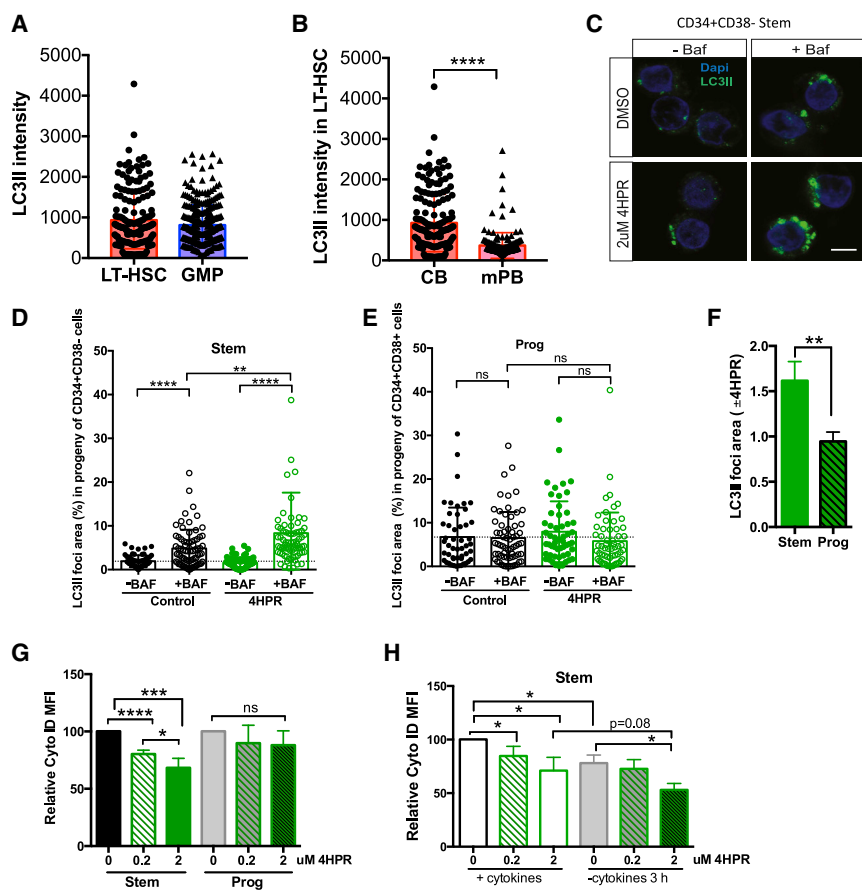 A
LC3II intensity
5000
4000
3000
2000
1000
0
LT-HSC GMP
B
LC3II intensity in LT-HSC
5000
4000
3000
2000
1000
0
****
CB mPB
C
CD34+CD38- Stem
- Baf + Baf
Dapi
LC3II
DMSO
2uM 4HPR
D
Stem
LC3II foci area (%) in progeny of CD34+CD38- cells
50
40
30
20
10
0
**
**** ****
-BAF +BAF -BAF +BAF
Control 4HPR
E
Prog
LC3II foci area (%) in progeny of CD34+CD38+ cells
50
40
30
20
10
0
ns
ns ns
-BAF +BAF -BAF +BAF
Control 4HPR
F
LC3II foci area (±4HPR)
2.0
1.5
1.0
0.5
0.0
**
Stem Prog
G
Relative Cyto ID MFI
150
100
50
0
***
****
*
ns
0 0.2 2 0 0.2 2 uM 4HPR
Stem Prog
H
Stem
Relative Cyto ID MFI
150
100
50
0
*
*
*
p=0.08
*
0 0.2 2 0 0.2 2 uM 4HPR
+ cytokines -cytokines 3 h